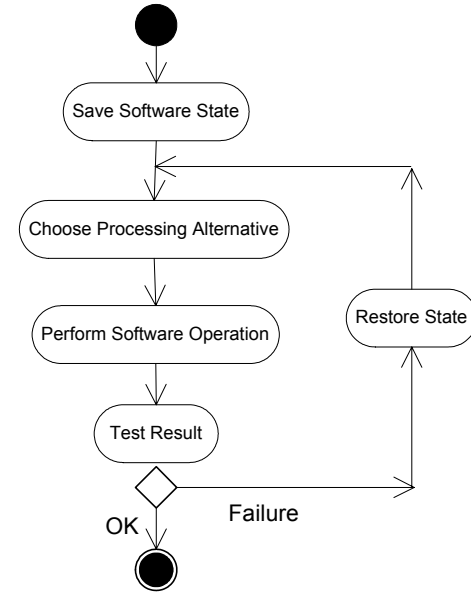 Save Software State
Choose Processing Alternative
Perform Software Operation
Restore State
Test Result
Failure
OK